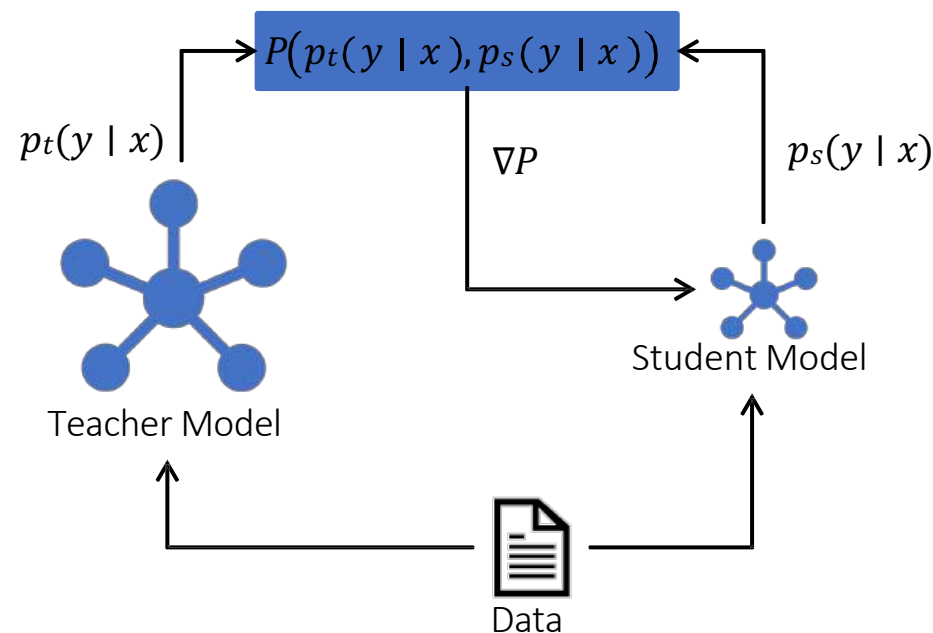 P(pt(y | x), ps(y | x))
pt(y | x)
∇P
ps(y | x)
Student Model
Teacher Model
Data